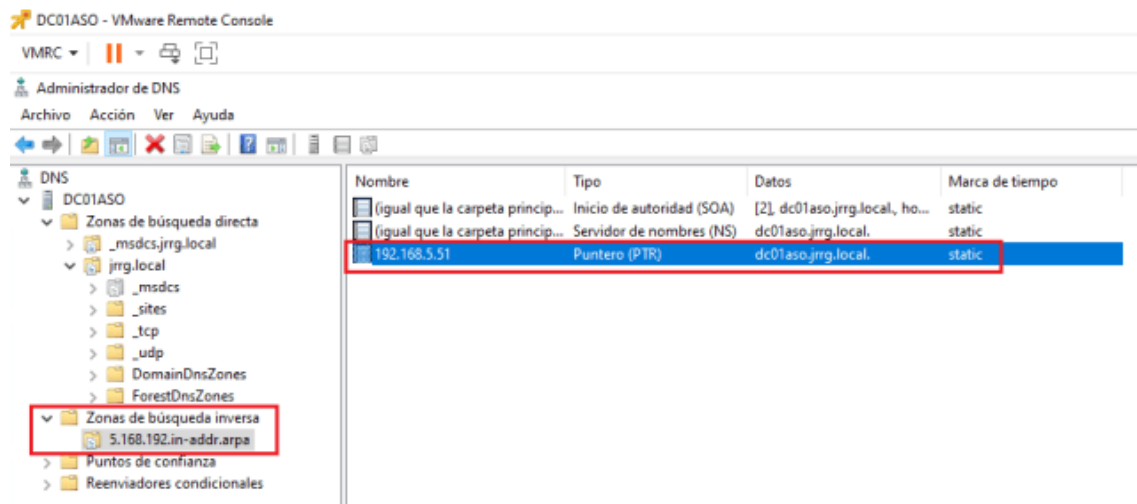 DC01ASO - VMware Remote Console
VMRC
Administrador de DNS
Archivo Acción Ver Ayuda
DNS
DC01ASO
Zonas de búsqueda directa
_msdcs.jrrg.local
jrrg.local
_msdcs
_sites
_tcp
_udp
DomainDnsZones
ForestDnsZones
Zonas de búsqueda inversa
5.168.192.in-addr.arpa
Puntos de confianza
Reenviadores condicionales
Nombre Tipo Datos Marca de tiempo
(igual que la carpeta princip... Inicio de autoridad (SOA) [2], dc01aso.jrrg.local., ho... static
(igual que la carpeta princip... Servidor de nombres (NS) dc01aso.jrrg.local. static
192.168.5.51 Puntero (PTR) dc01aso.jrrg.local. static